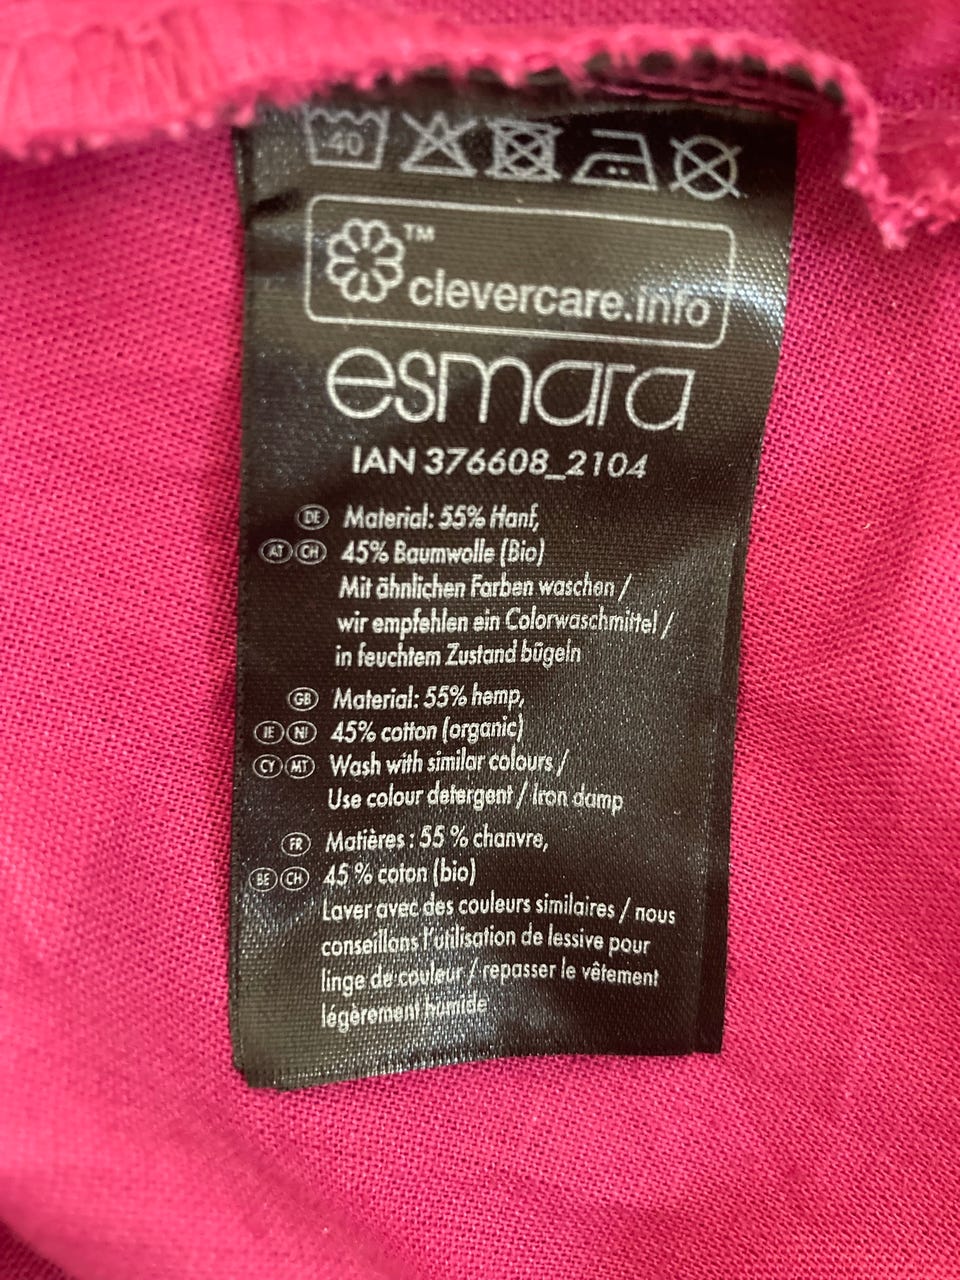 40
™
clevercare.info
esmara
IAN 376608_2104
DE Material: 55% Hanf,
AT CH 45% Baumwolle (Bio)
Mit ähnlichen Farben waschen /
wir empfehlen ein Colorwaschmittel /
in feuchtem Zustand bügeln
GB Material: 55% hemp,
IE NI 45% cotton (organic)
CY MT Wash with similar colours /
Use colour detergent / Iron damp
FR Matières : 55 % chanvre,
BE CH 45 % coton (bio)
Laver avec des couleurs similaires / nous
conseillons l'utilisation de lessive pour
linge de couleur / repasser le vêtement
légèrement humide